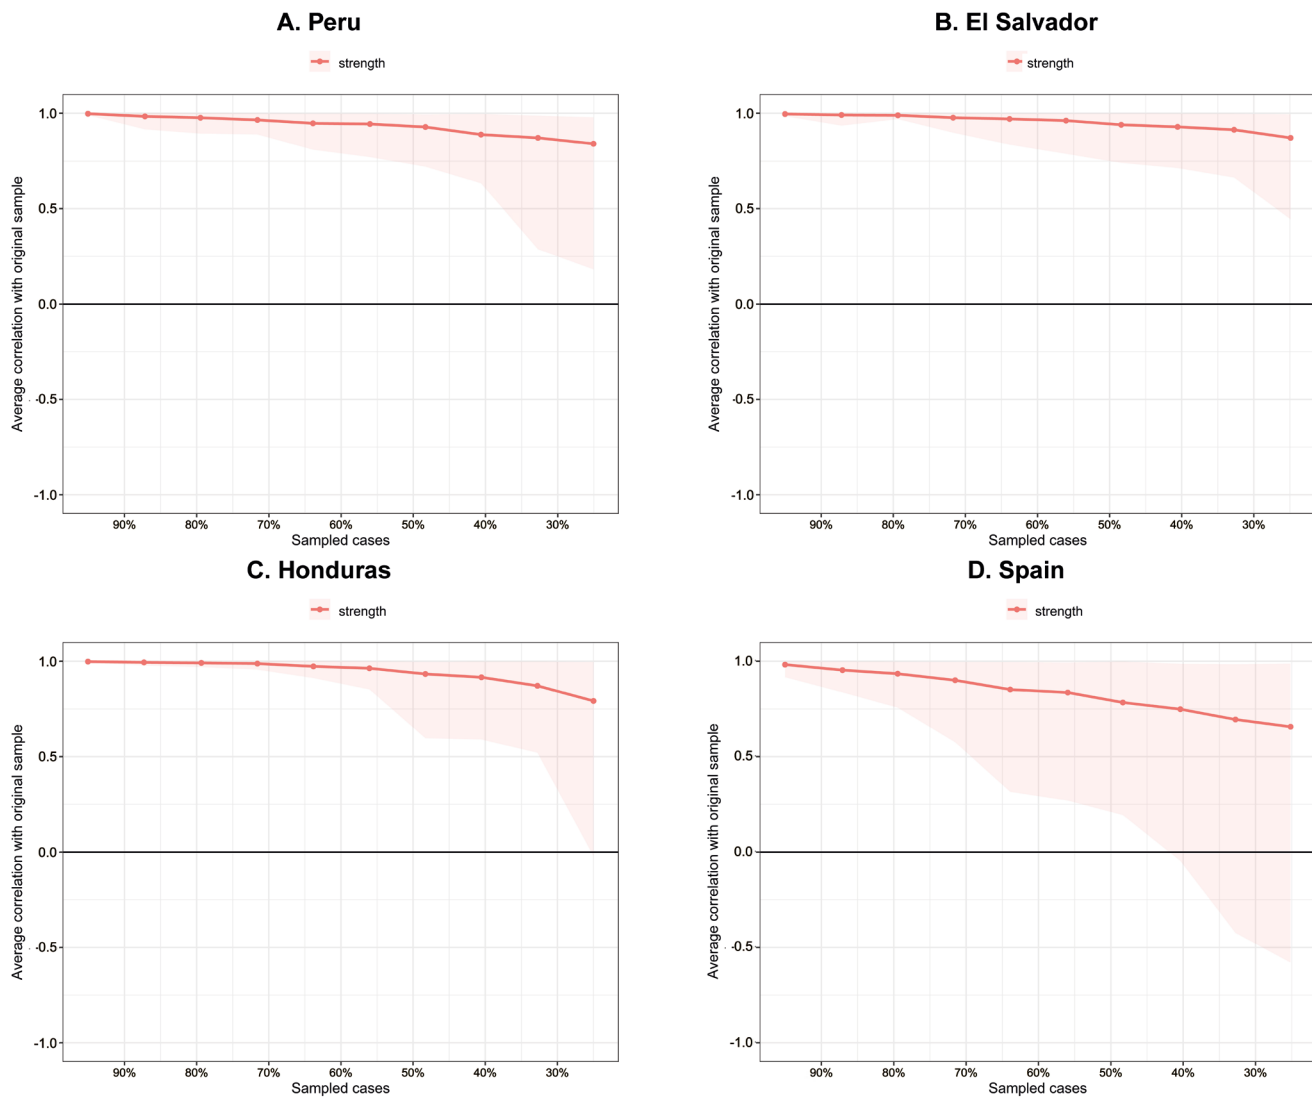 A. Peru
strength
Average correlation with original sample
1.0
0.5
0.0
-0.5
-1.0
90% 80% 70% 60% 50% 40% 30%
Sampled cases
B. El Salvador
strength
Average correlation with original sample
1.0
0.5
0.0
-0.5
-1.0
90% 80% 70% 60% 50% 40% 30%
Sampled cases
C. Honduras
strength
Average correlation with original sample
1.0
0.5
0.0
-0.5
-1.0
90% 80% 70% 60% 50% 40% 30%
Sampled cases
D. Spain
strength
Average correlation with original sample
1.0
0.5
0.0
-0.5
-1.0
90% 80% 70% 60% 50% 40% 30%
Sampled cases